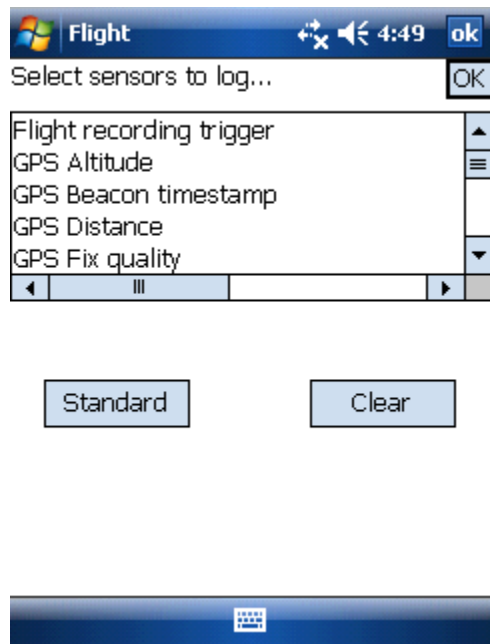 Flight 4:49 ok
Select sensors to log... OK
Flight recording trigger
GPS Altitude
GPS Beacon timestamp
GPS Distance
GPS Fix quality
Standard Clear